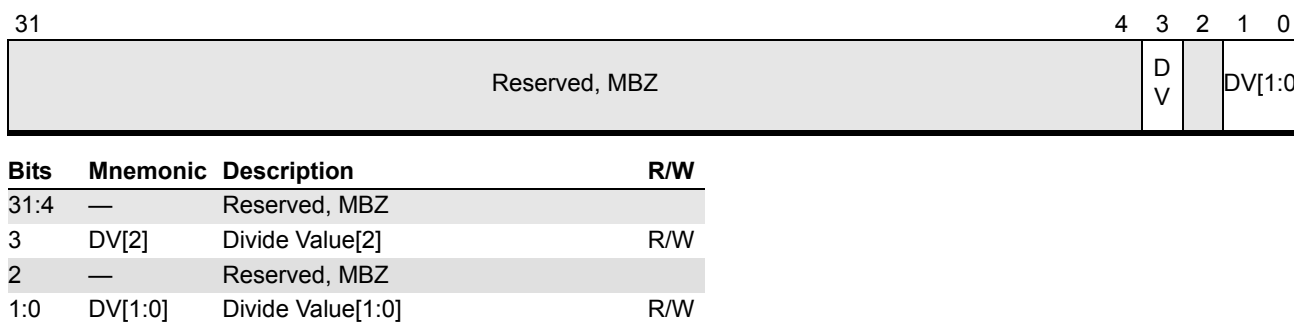 31 4 3 2 1 0
Reserved, MBZ D V DV[1:0
Bits Mnemonic Description R/W
31:4 — Reserved, MBZ
3 DV[2] Divide Value[2] R/W
2 — Reserved, MBZ
1:0 DV[1:0] Divide Value[1:0] R/W